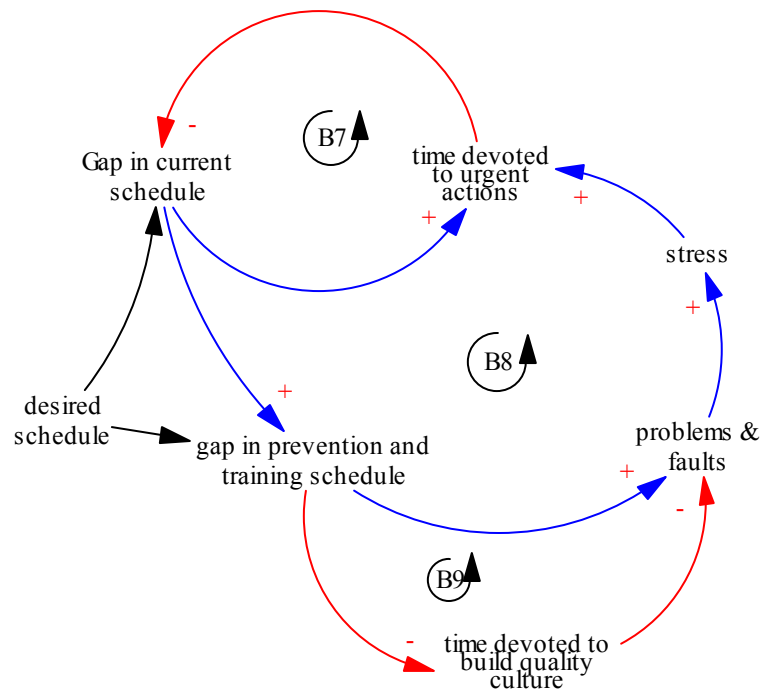 -
B7
Gap in current
schedule
time devoted
to urgent
actions
+
+
stress
+
B8
+
desired
schedule
gap in prevention and
training schedule
problems &
faults
+
-
B9
-
time devoted to
build quality
culture